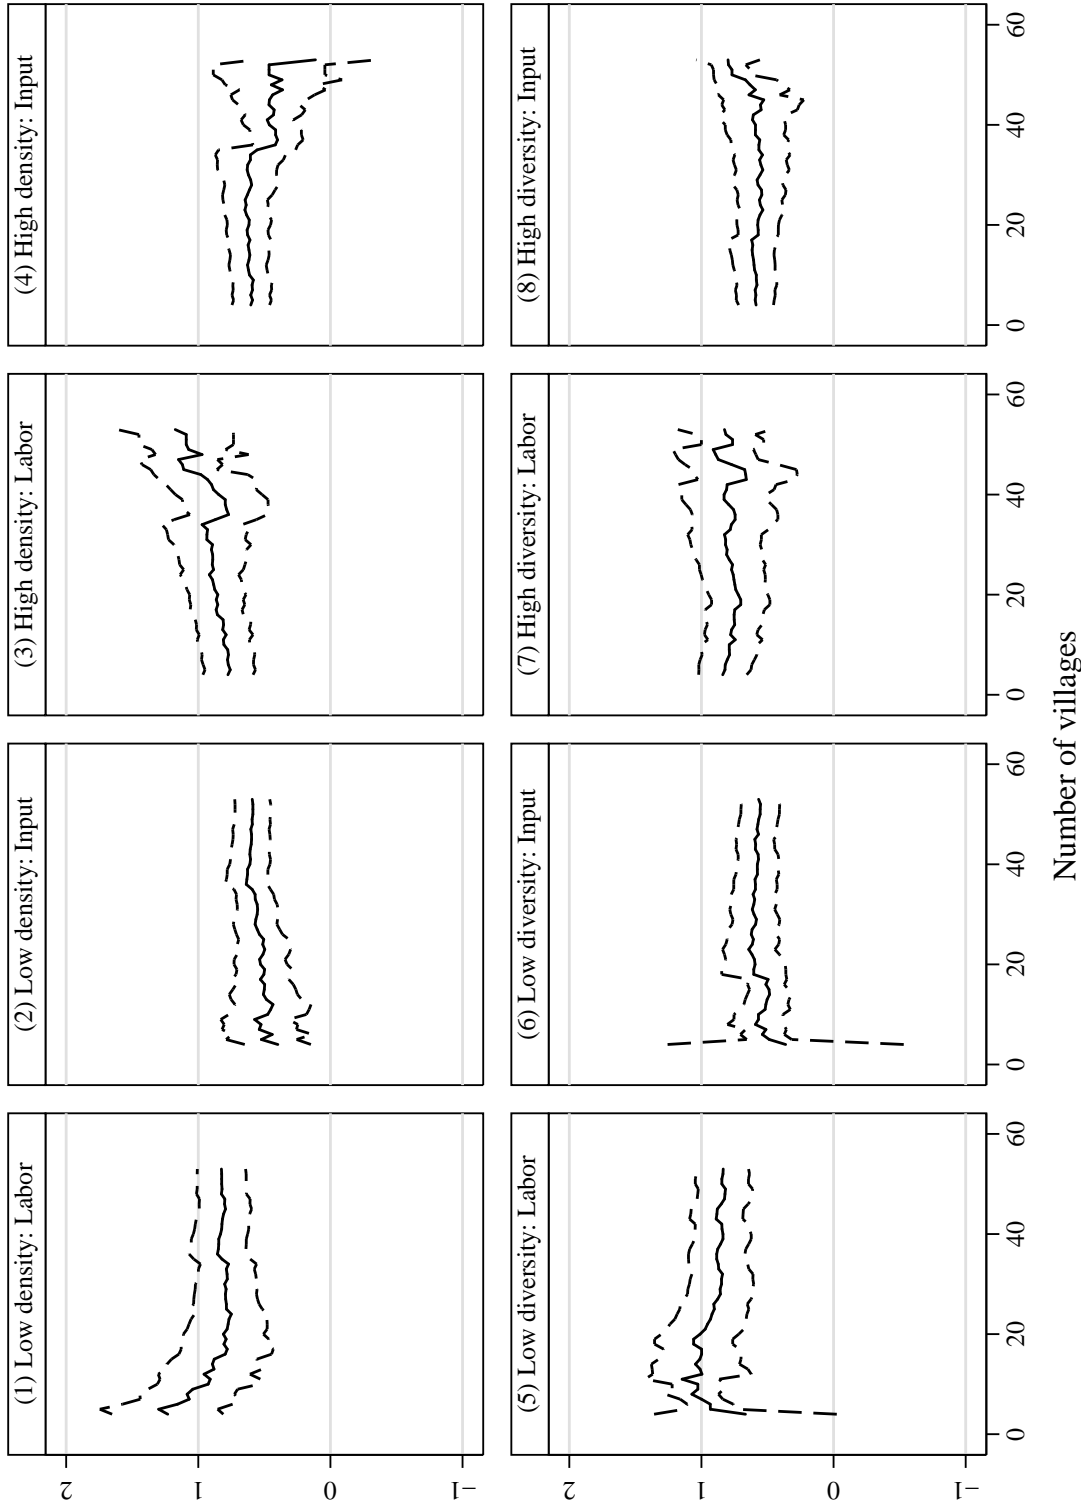 (1) Low density: Labor
(2) Low density: Input
(3) High density: Labor
(4) High density: Input
2
1
0
−1
(5) Low diversity: Labor
(6) Low diversity: Input
(7) High diversity: Labor
(8) High diversity: Input
2
1
0
−1
0 20 40 60
0 20 40 60
0 20 40 60
0 20 40 60
Number of villages